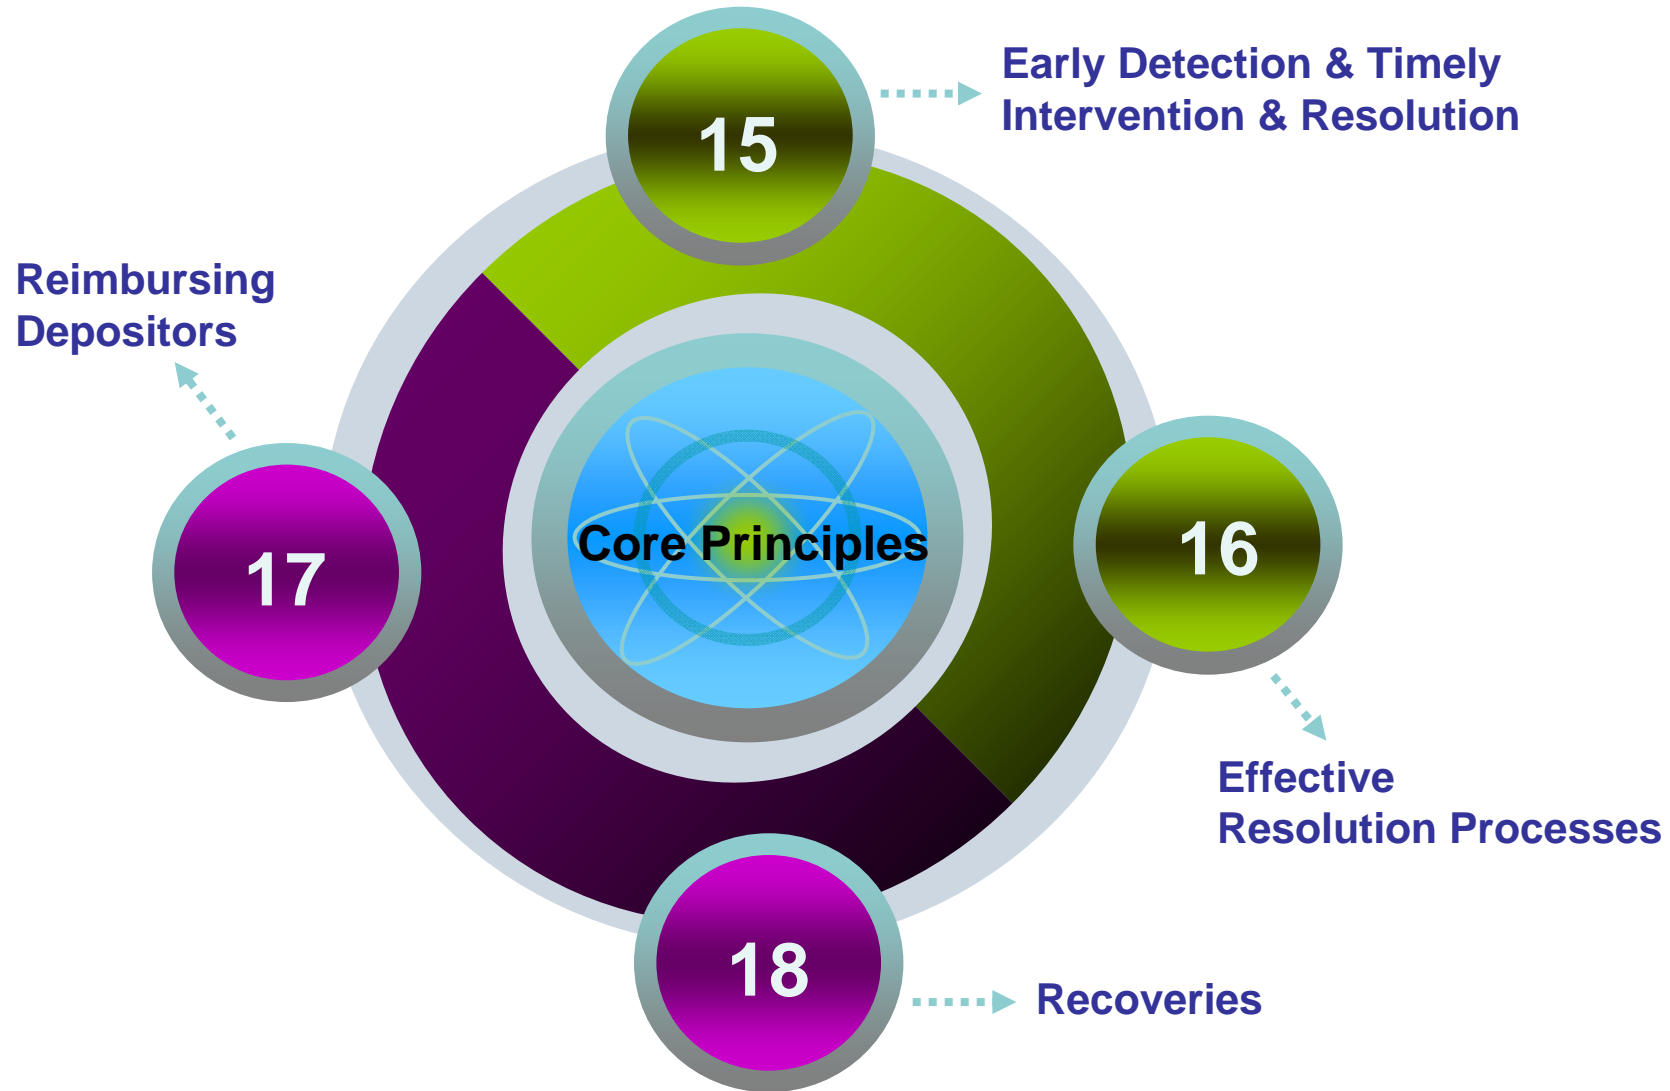 15
Early Detection & Timely
Intervention & Resolution
Reimbursing
Depositors
Core Principles
17
16
Effective
Resolution Processes
18
Recoveries